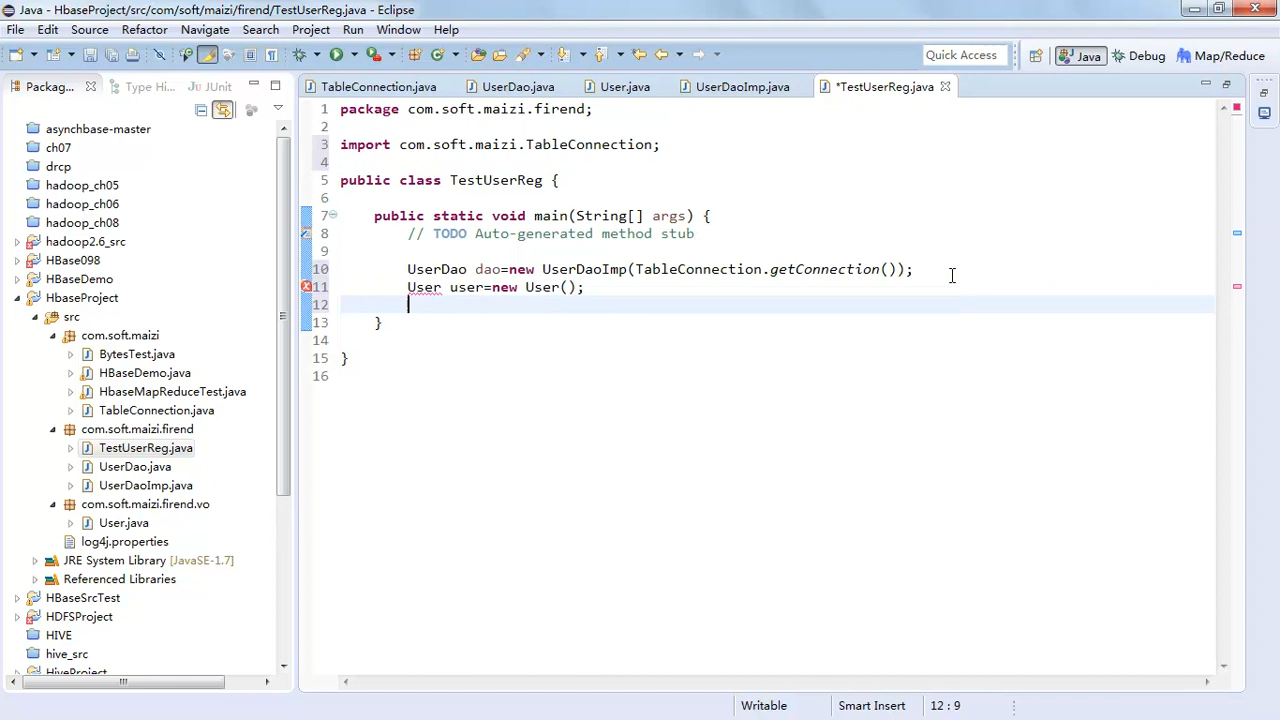 Java - HbaseProject/src/com/soft/maizi/firend/TestUserReg.java - Eclipse
File Edit Source Refactor Navigate Search Project Run Window Help
Quick Access Java Debug Map/Reduce
Packag... Type Hi... JUnit
TableConnection.java UserDao.java User.java UserDaoImp.java *TestUserReg.java
asynchbase-master
ch07
drcp
hadoop_ch05
hadoop_ch06
hadoop_ch08
hadoop2.6_src
HBase098
HBaseDemo
HbaseProject
src
com.soft.maizi
BytesTest.java
HBaseDemo.java
HbaseMapReduceTest.java
TableConnection.java
com.soft.maizi.firend
TestUserReg.java
UserDao.java
UserDaoImp.java
com.soft.maizi.firend.vo
User.java
log4j.properties
JRE System Library [JavaSE-1.7]
Referenced Libraries
HBaseSrcTest
HDFSProject
HIVE
hive_src
HiveProject
1 package com.soft.maizi.firend;
2
3 import com.soft.maizi.TableConnection;
4
5 public class TestUserReg {
6
7 public static void main(String[] args) {
8 // TODO Auto-generated method stub
9
10 UserDao dao=new UserDaoImp(TableConnection.getConnection());
11 User user=new User();
12
13 }
14
15 }
16
Writable Smart Insert 12 : 9